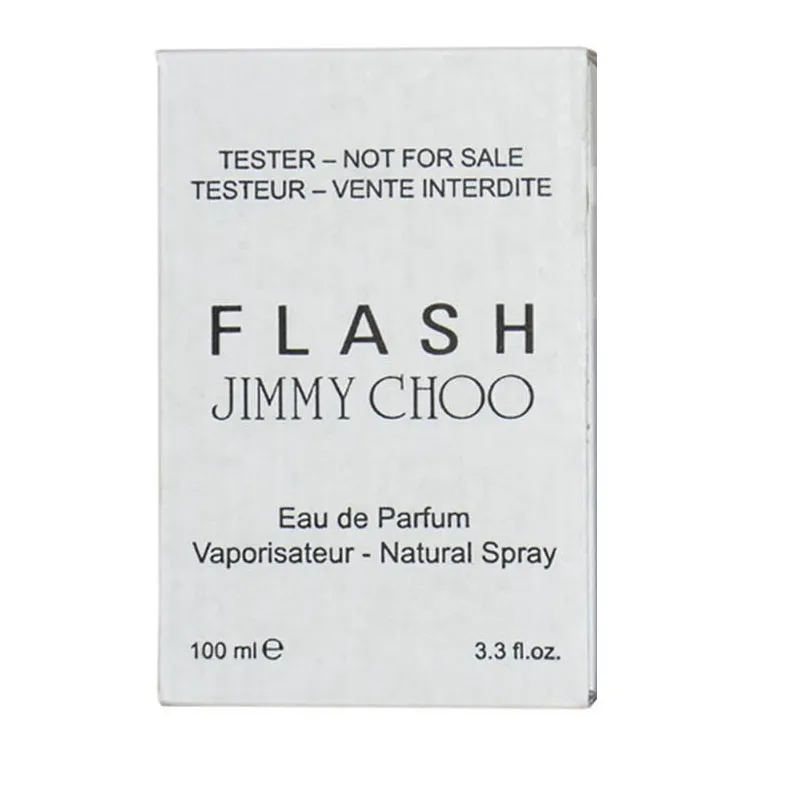 TESTER – NOT FOR SALE
TESTEUR – VENTE INTERDITE
FLASH
JIMMY CHOO
Eau de Parfum
Vaporisateur - Natural Spray
100 ml ℮ 3.3 fl.oz.